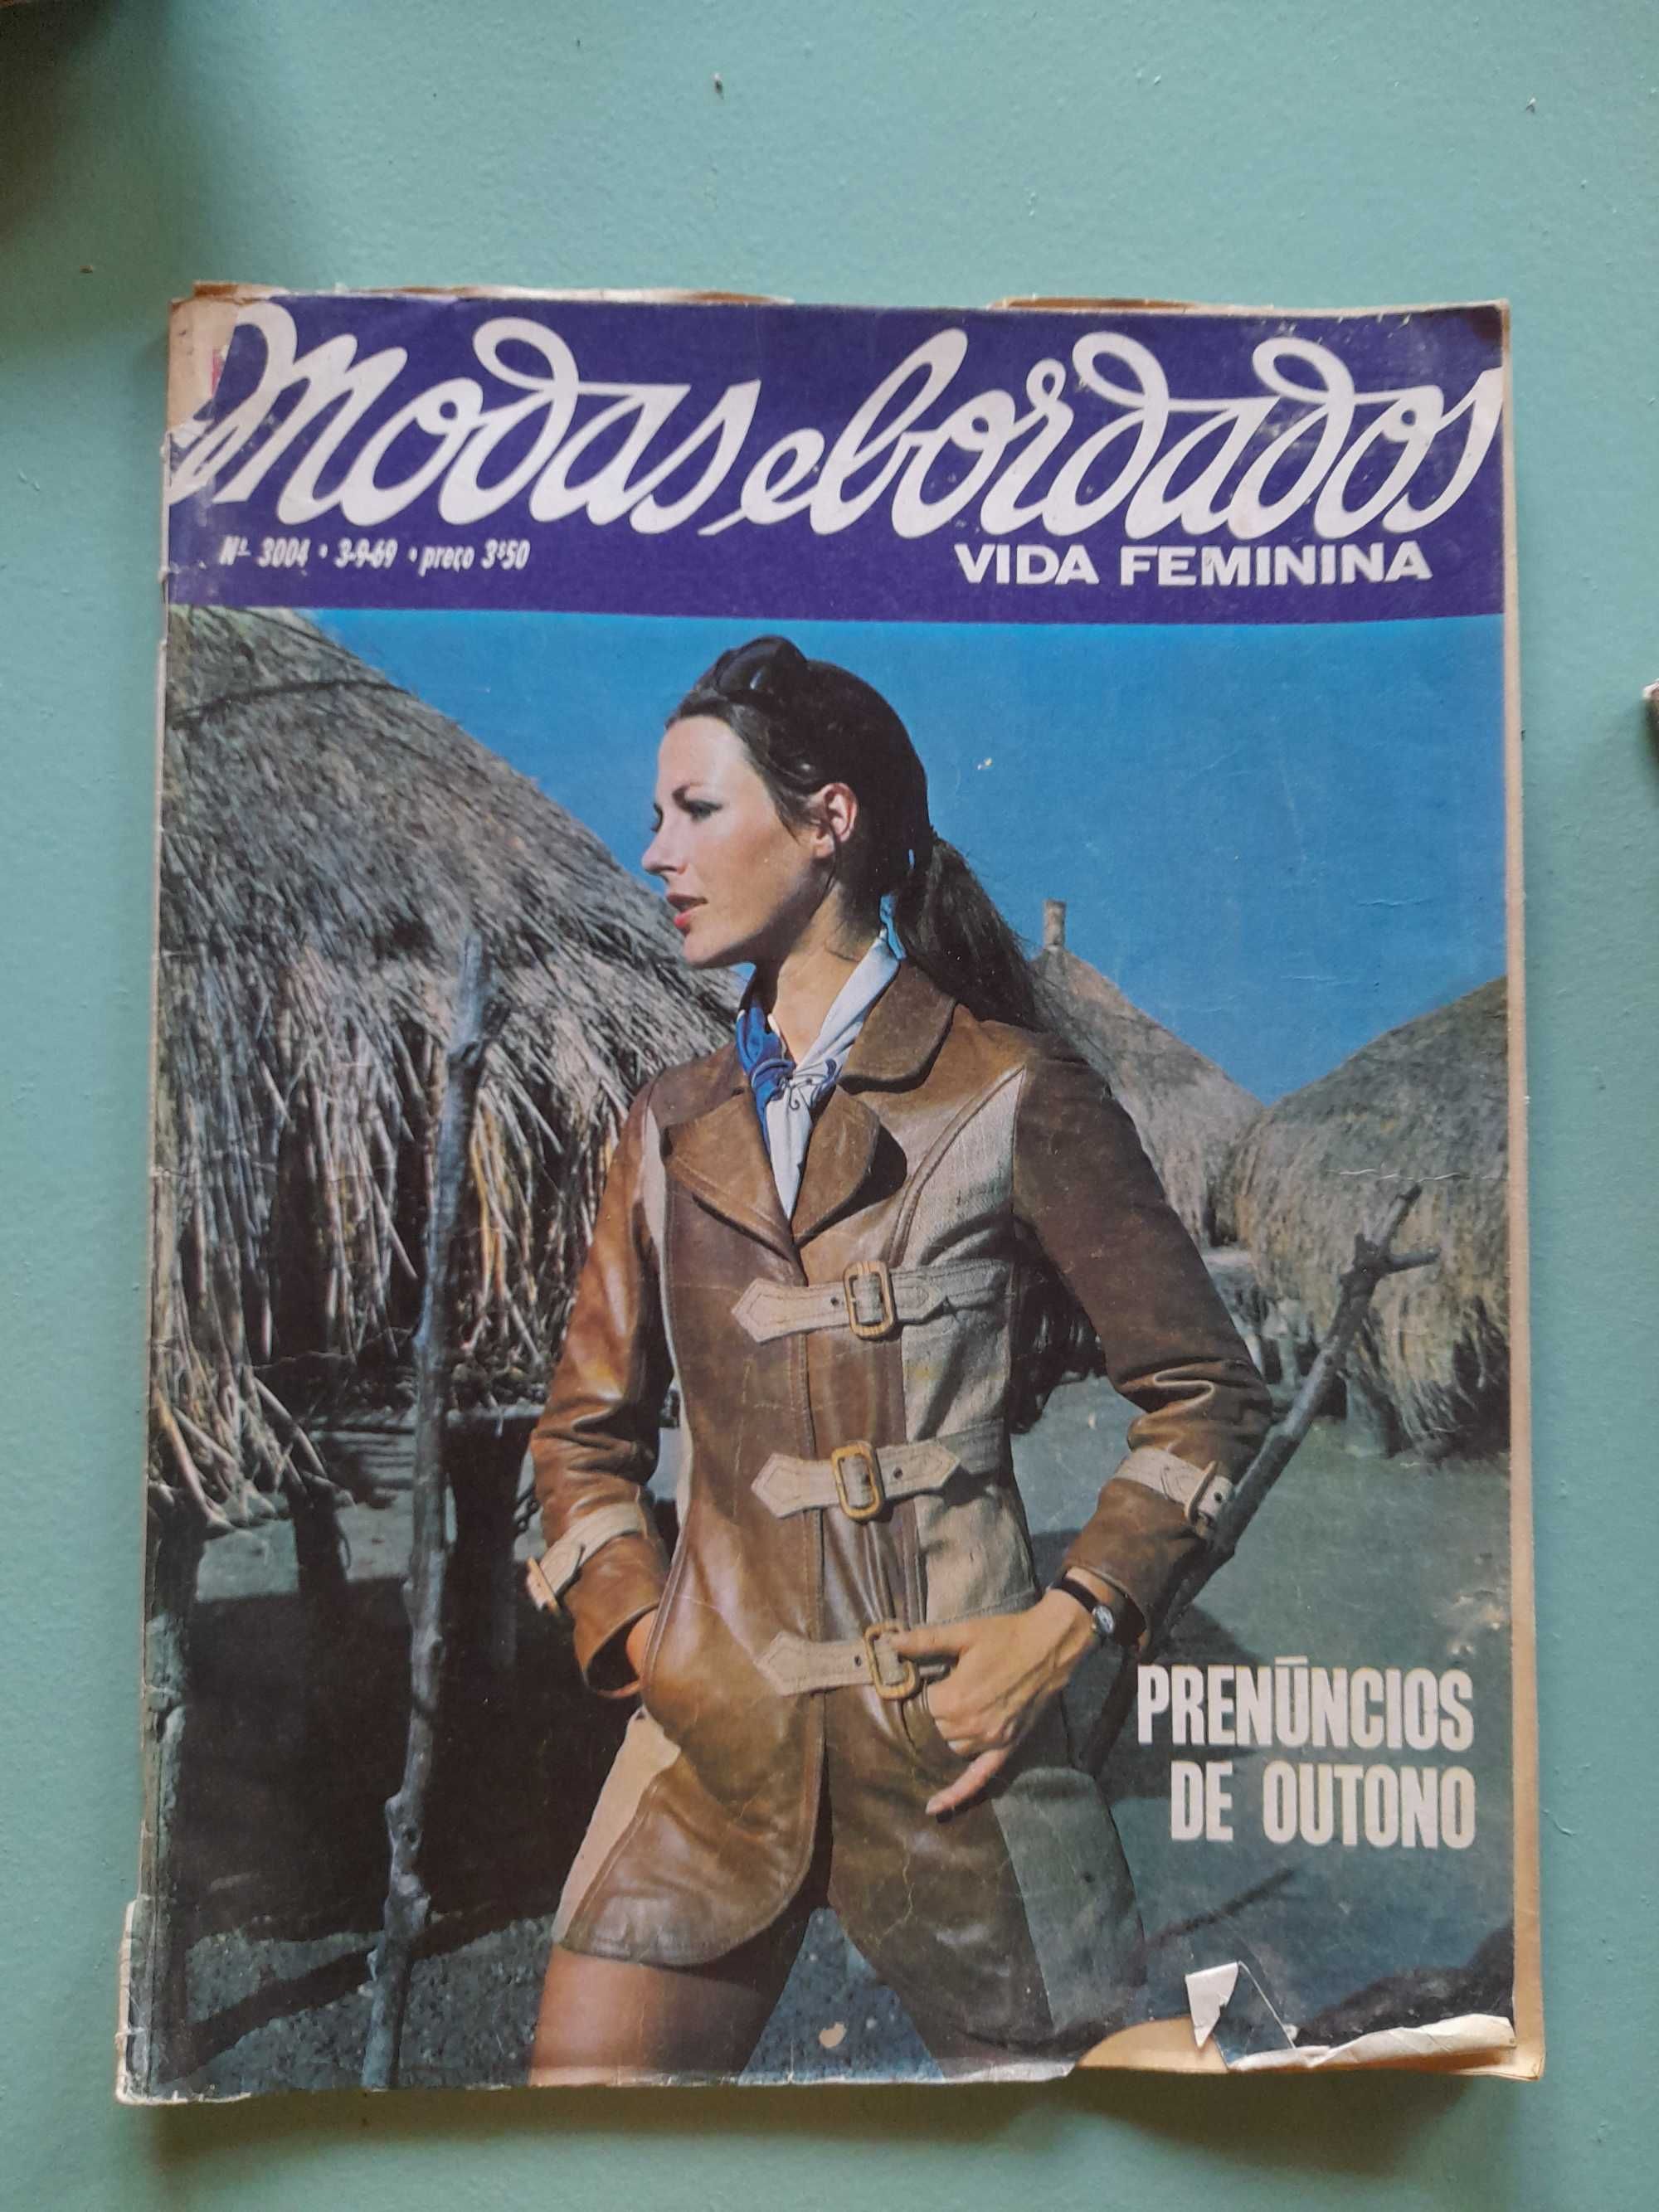 Modas e bordados
Nº 3004 • 3-9-69 • preço 3$50
VIDA FEMININA
PRENÚNCIOS
DE OUTONO